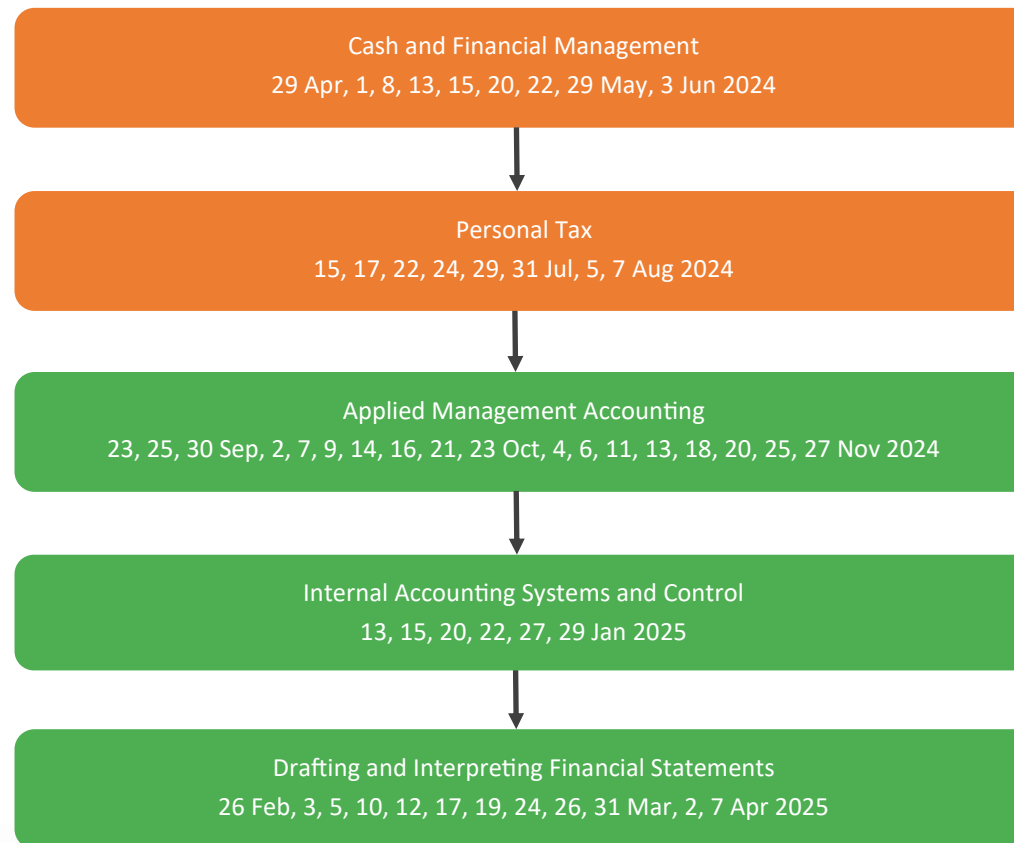 Cash and Financial Management
29 Apr, 1, 8, 13, 15, 20, 22, 29 May, 3 Jun 2024
Personal Tax
15, 17, 22, 24, 29, 31 Jul, 5, 7 Aug 2024
Applied Management Accounting
23, 25, 30 Sep, 2, 7, 9, 14, 16, 21, 23 Oct, 4, 6, 11, 13, 18, 20, 25, 27 Nov 2024
Internal Accounting Systems and Control
13, 15, 20, 22, 27, 29 Jan 2025
Drafting and Interpreting Financial Statements
26 Feb, 3, 5, 10, 12, 17, 19, 24, 26, 31 Mar, 2, 7 Apr 2025